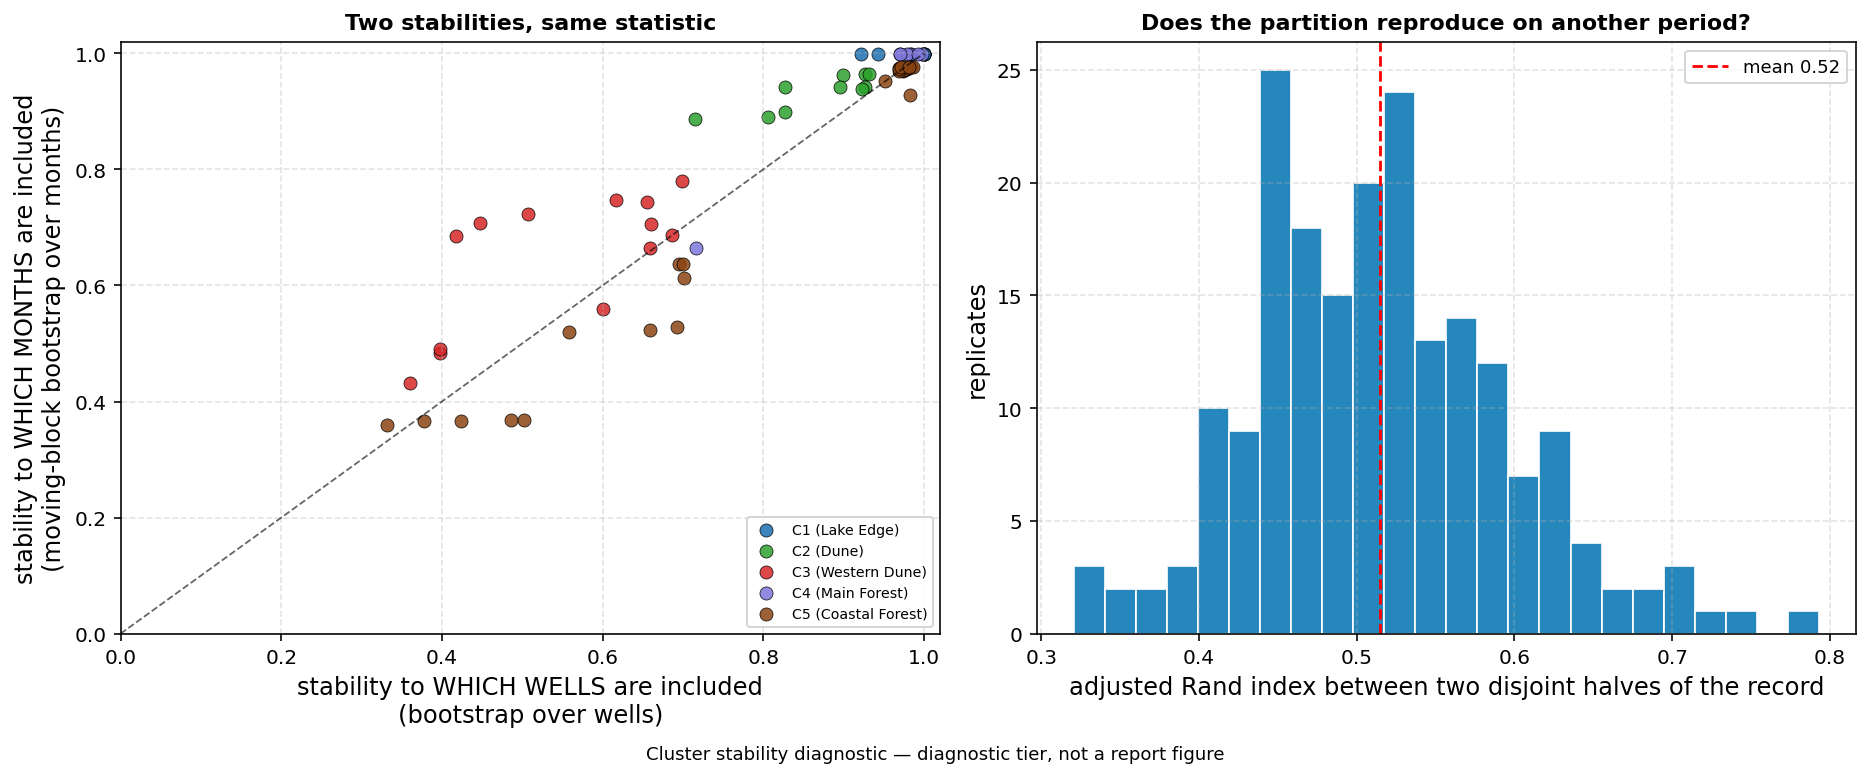 Two stabilities, same statistic
stability to WHICH MONTHS are included
(moving-block bootstrap over months)
1.0
0.8
0.6
0.4
0.2
0.0
0.0 0.2 0.4 0.6 0.8 1.0
stability to WHICH WELLS are included
(bootstrap over wells)
C1 (Lake Edge)
C2 (Dune)
C3 (Western Dune)
C4 (Main Forest)
C5 (Coastal Forest)
Does the partition reproduce on another period?
mean 0.52
replicates
25
20
15
10
5
0
0.3 0.4 0.5 0.6 0.7 0.8
adjusted Rand index between two disjoint halves of the record
Cluster stability diagnostic — diagnostic tier, not a report figure